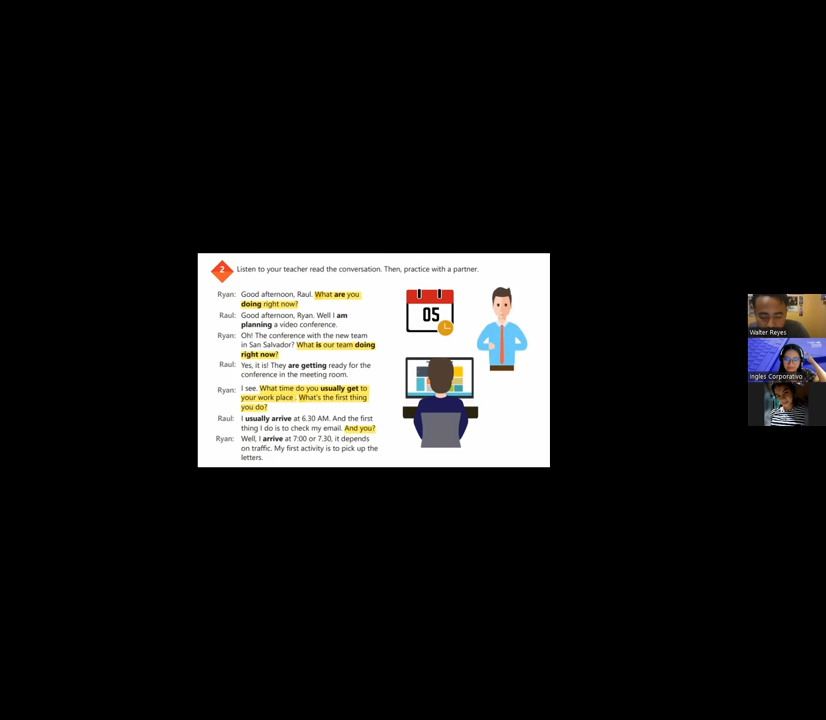 2 Listen to your teacher read the conversation. Then, practice with a partner.
Ryan: Good afternoon, Raul. What are you
doing right now?
Raul: Good afternoon, Ryan. Well I am
planning a video conference.
Ryan: Oh! The conference with the new team
in San Salvador? What is our team doing
right now?
Raul: Yes, it is! They are getting ready for the
conference in the meeting room.
Ryan: I see. What time do you usually get to
your work place . What's the first thing
you do?
Raul: I usually arrive at 6.30 AM. And the first
thing I do is to check my email. And you?
Ryan: Well, I arrive at 7:00 or 7.30, it depends
on traffic. My first activity is to pick up the
letters.
05
Walter Reyes
Ingles Corporativo